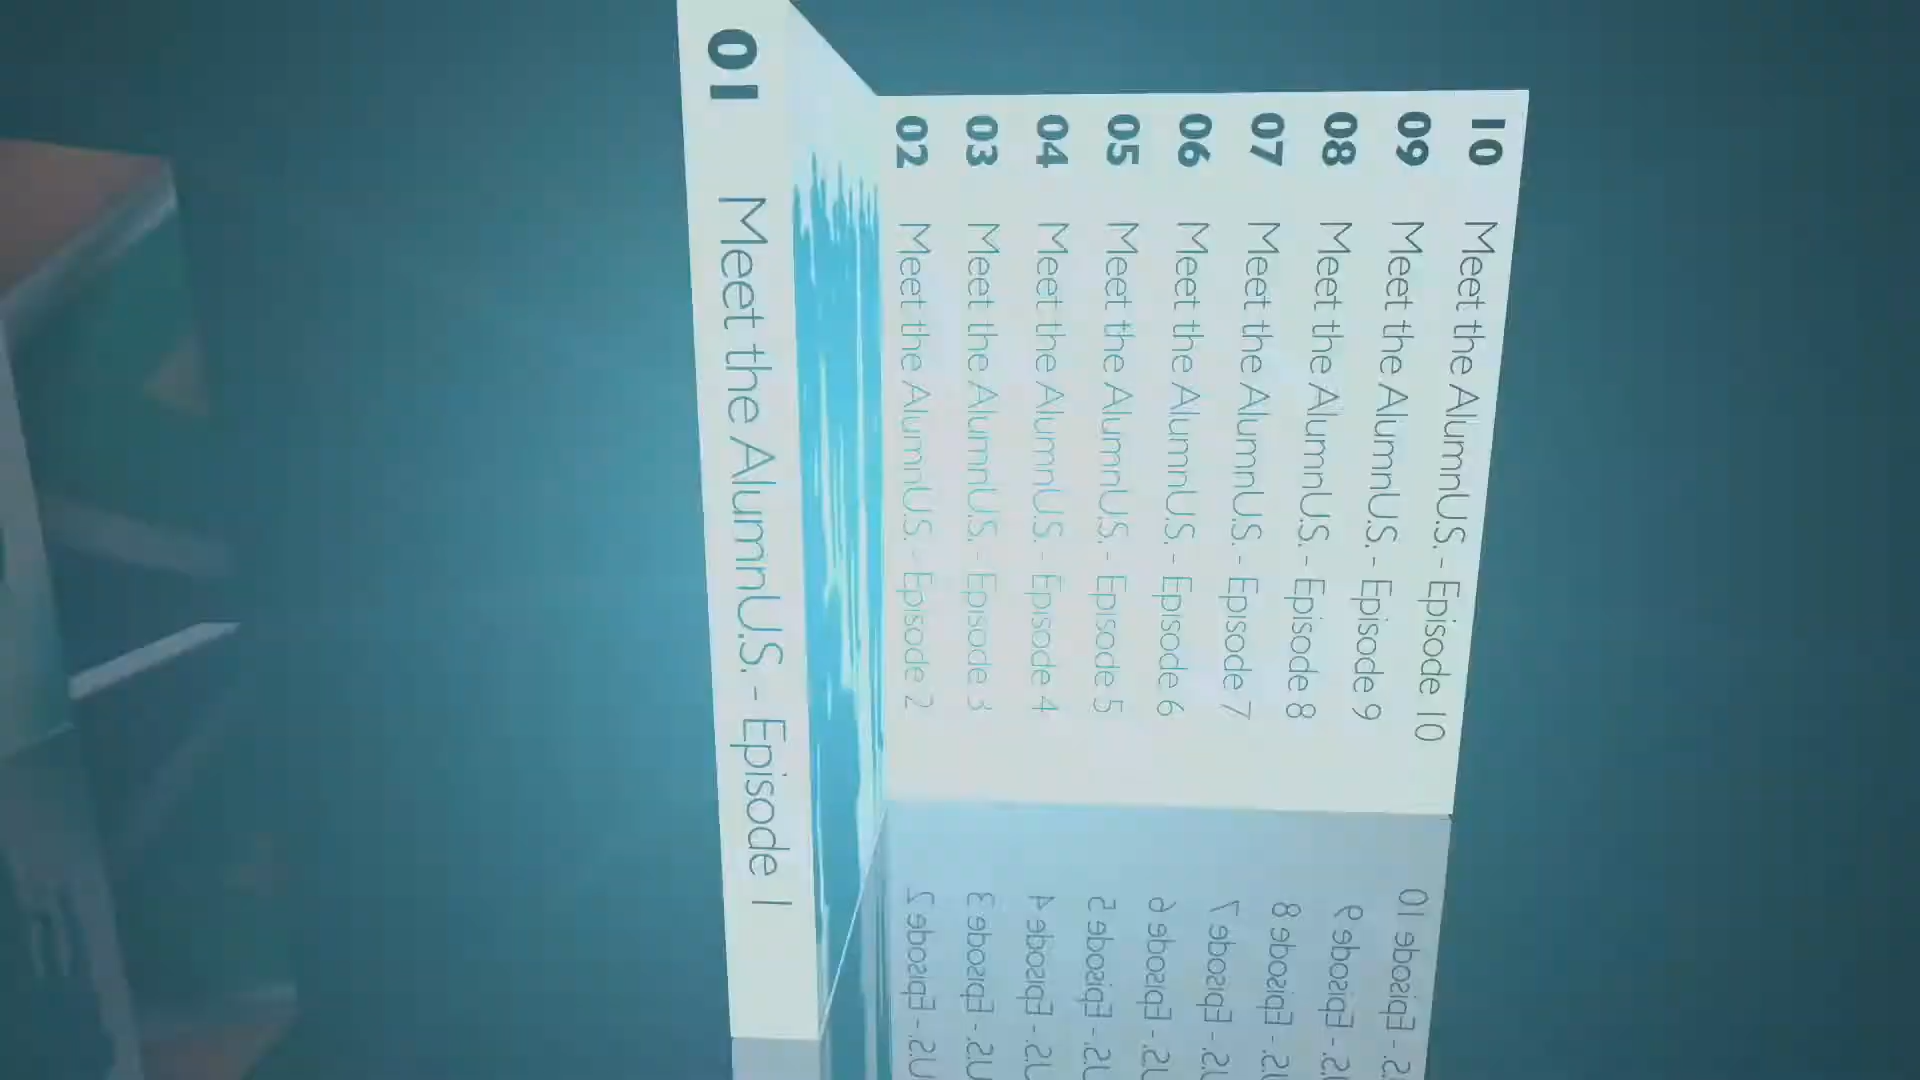 01 Meet the AlumnU.S. - Episode 1
02 Meet the AlumnU.S. - Episode 2
03 Meet the AlumnU.S. - Episode 3
04 Meet the AlumnU.S. - Episode 4
05 Meet the AlumnU.S. - Episode 5
06 Meet the AlumnU.S. - Episode 6
07 Meet the AlumnU.S. - Episode 7
08 Meet the AlumnU.S. - Episode 8
09 Meet the AlumnU.S. - Episode 9
10 Meet the AlumnU.S. - Episode 10